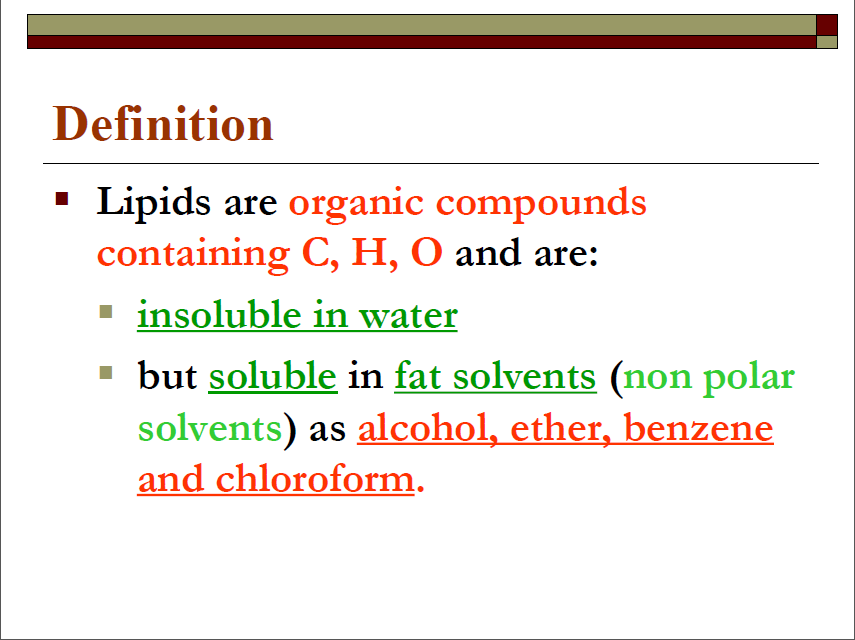 Definition
Lipids are organic compounds
containing C, H, O and are:
insoluble in water
but soluble in fat solvents (non polar
solvents) as alcohol, ether, benzene
and chloroform.